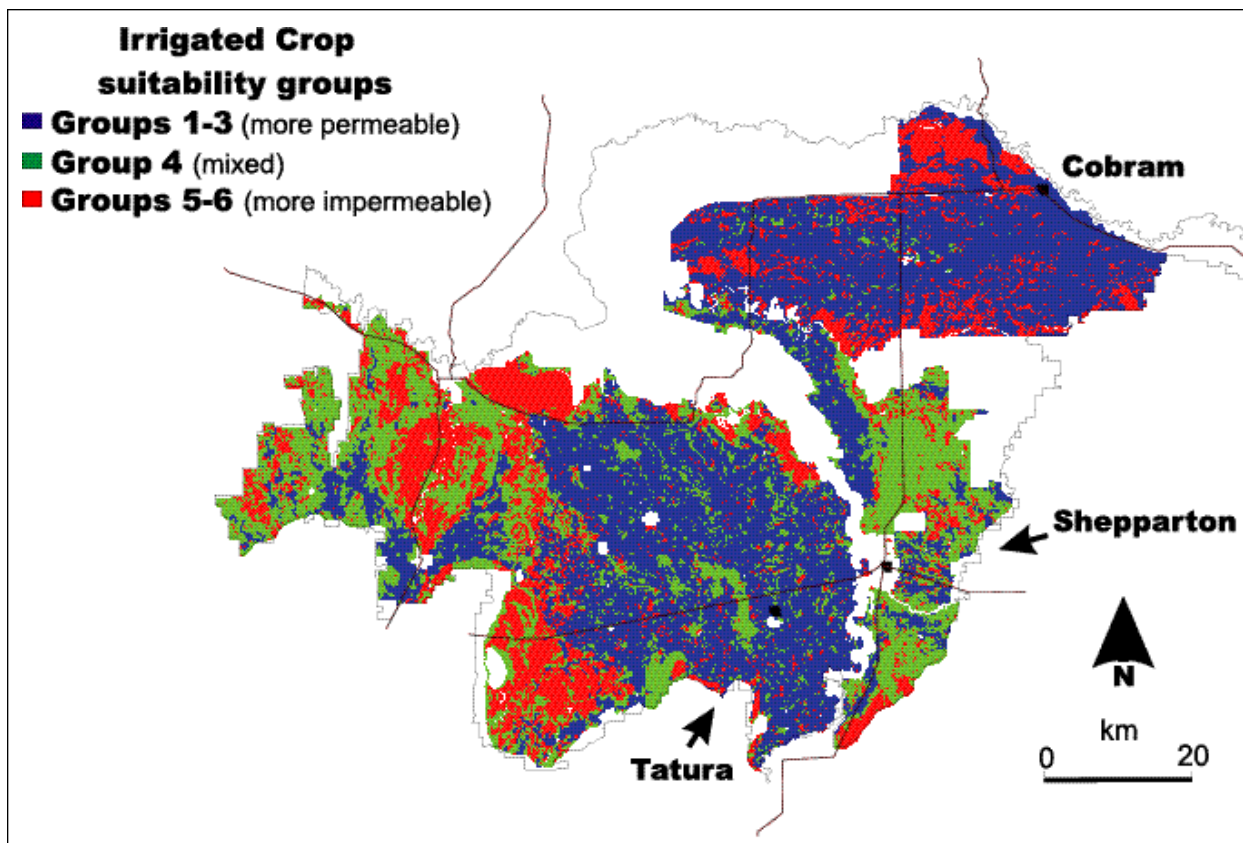 Irrigated Crop
suitability groups
Groups 1-3 (more permeable)
Group 4 (mixed)
Groups 5-6 (more impermeable)
Cobram
Shepparton
N
km
0 20
Tatura